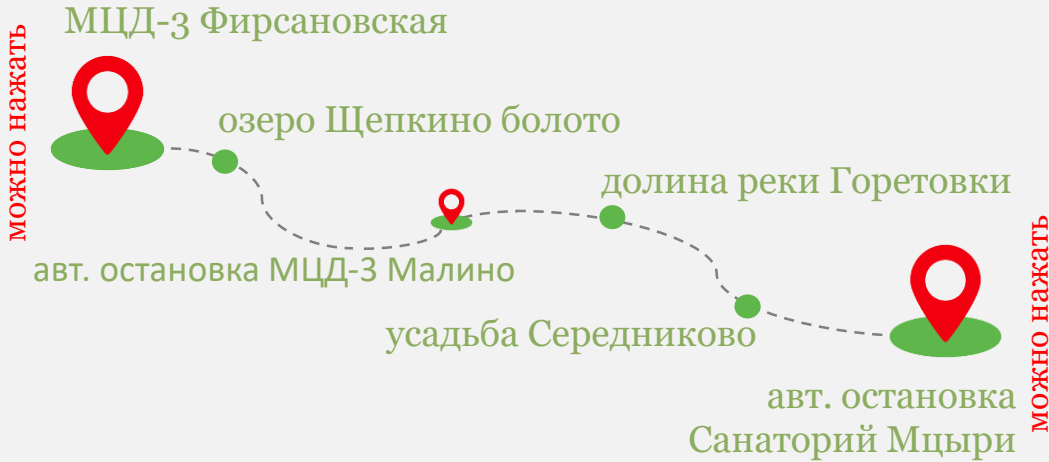 МЦД-3 Фирсановская
можно нажать
озеро Щепкино болото
долина реки Горетовки
авт. остановка МЦД-3 Малино
усадьба Середниково
можно нажать
авт. остановка
Санаторий Мцыри